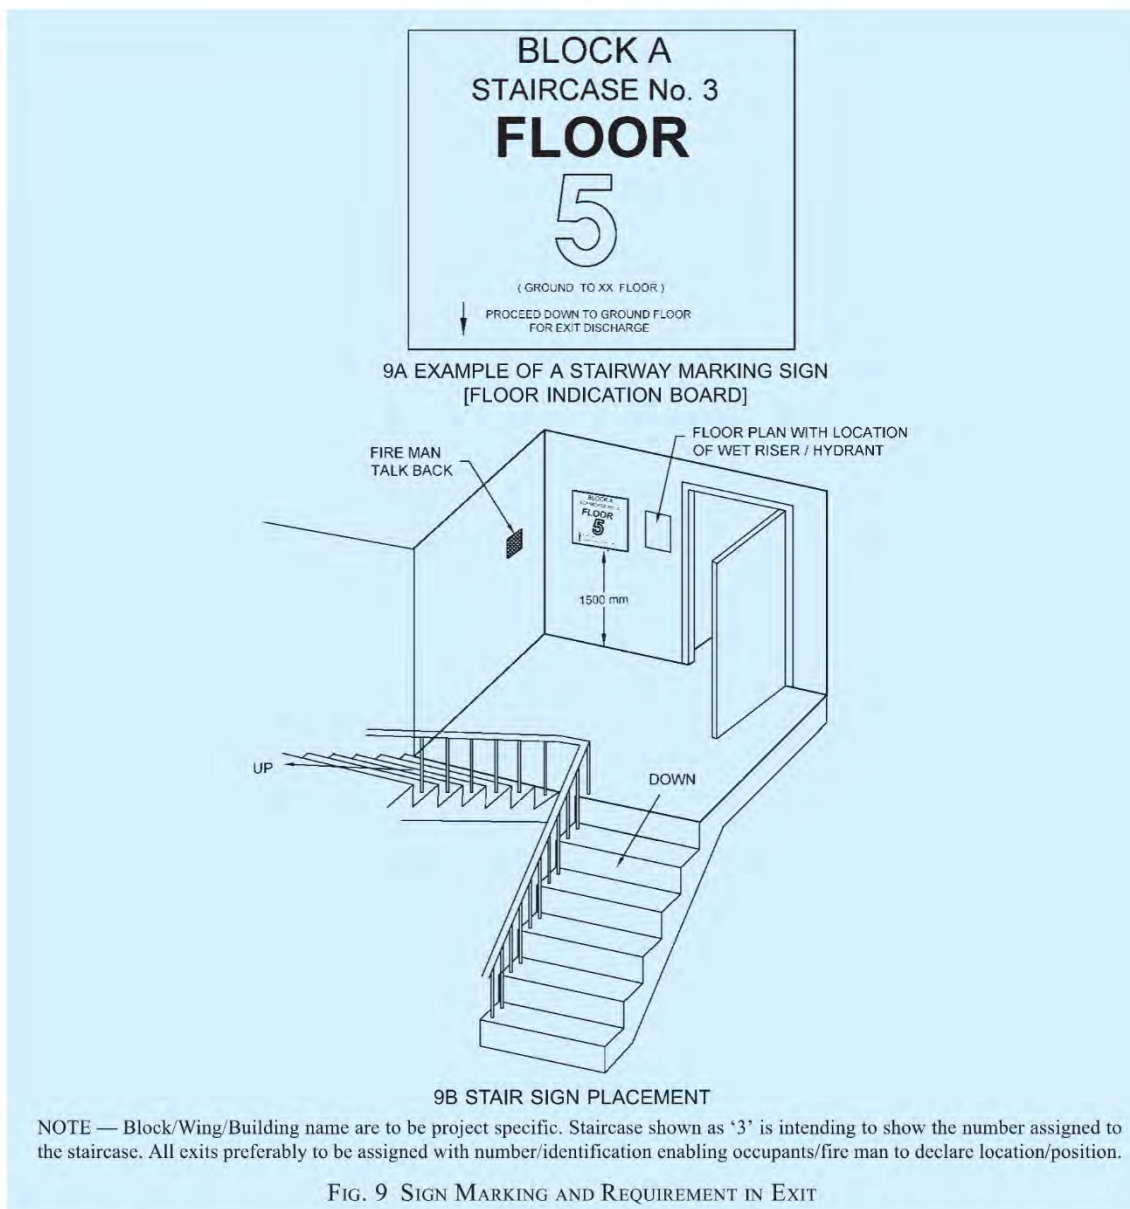 BLOCK A
STAIRCASE No. 3
FLOOR
5
( GROUND TO XX FLOOR )
PROCEED DOWN TO GROUND FLOOR
FOR EXIT DISCHARGE
9A EXAMPLE OF A STAIRWAY MARKING SIGN
[FLOOR INDICATION BOARD]
FLOOR PLAN WITH LOCATION
OF WET RISER / HYDRANT
FIRE MAN
TALK BACK
BLOCK A
FLOOR
5
1500 mm
UP
DOWN
9B STAIR SIGN PLACEMENT
NOTE — Block/Wing/Building name are to be project specific. Staircase shown as ‘3’ is intending to show the number assigned to
the staircase. All exits preferably to be assigned with number/identification enabling occupants/fire man to declare location/position.
FIG. 9 SIGN MARKING AND REQUIREMENT IN EXIT